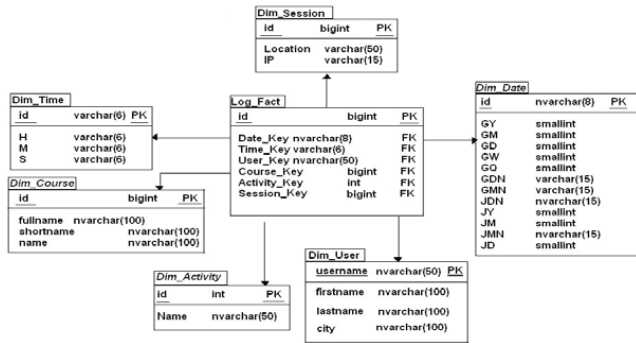 Dim_Session
id bigint PK
Location varchar(50)
IP varchar(15)
Dim_Time
id varchar(6) PK
H varchar(6)
M varchar(6)
S varchar(6)
Log_Fact
id bigint PK
Date_Key nvarchar(8) FK
Time_Key varchar(6) FK
User_Key nvarchar(50) FK
Course_Key bigint FK
Activity_Key int FK
Session_Key bigint FK
Dim_Date
id nvarchar(8) PK
GY smallint
GM smallint
GD smallint
GW smallint
GQ smallint
GDN varchar(15)
GMN varchar(15)
JDN nvarchar(15)
JY smallint
JM smallint
JMN nvarchar(15)
JD smallint
Dim_Course
id bigint PK
fullname nvarchar(100)
shortname nvarchar(100)
name nvarchar(100)
Dim_Activity
id int PK
Name nvarchar(50)
Dim_User
username nvarchar(50) PK
firstname nvarchar(100)
lastname nvarchar(100)
city nvarchar(100)